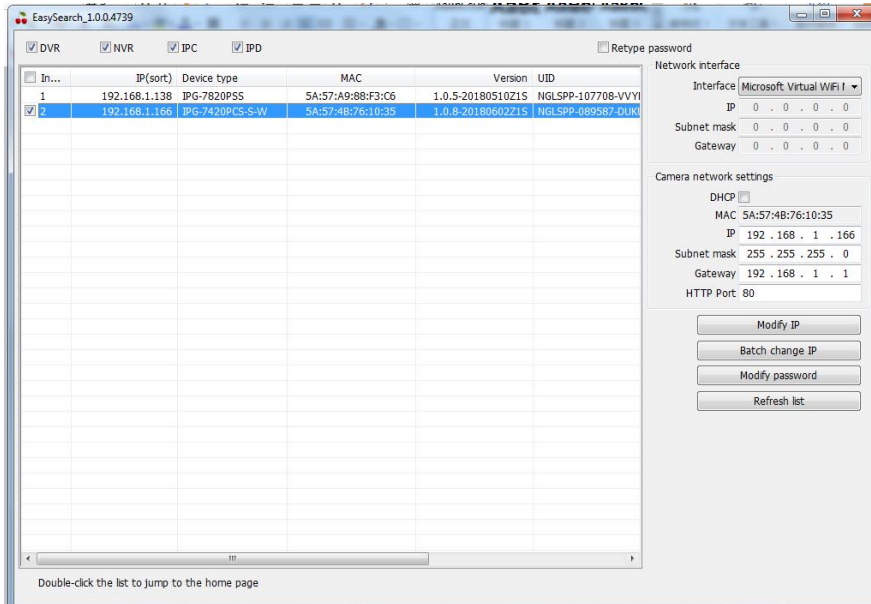 EasySearch_1.0.0.4739
DVR NVR IPC IPD Retype password
In... IP(sort) Device type MAC Version UID
1 192.168.1.138 IPG-7820PSS 5A:57:A9:88:F3:C6 1.0.5-20180510Z1S NGLSPP-107708-VVYI
2 192.168.1.166 IPG-7420PCS-S-W 5A:57:4B:76:10:35 1.0.8-20180602Z1S NGLSPP-089587-DUKI
Network interface
Interface Microsoft Virtual WiFi
IP 0 . 0 . 0 . 0
Subnet mask 0 . 0 . 0 . 0
Gateway 0 . 0 . 0 . 0
Camera network settings
DHCP
MAC 5A:57:4B:76:10:35
IP 192 . 168 . 1 . 166
Subnet mask 255 . 255 . 255 . 0
Gateway 192 . 168 . 1 . 1
HTTP Port 80
Modify IP
Batch change IP
Modify password
Refresh list
Double-click the list to jump to the home page